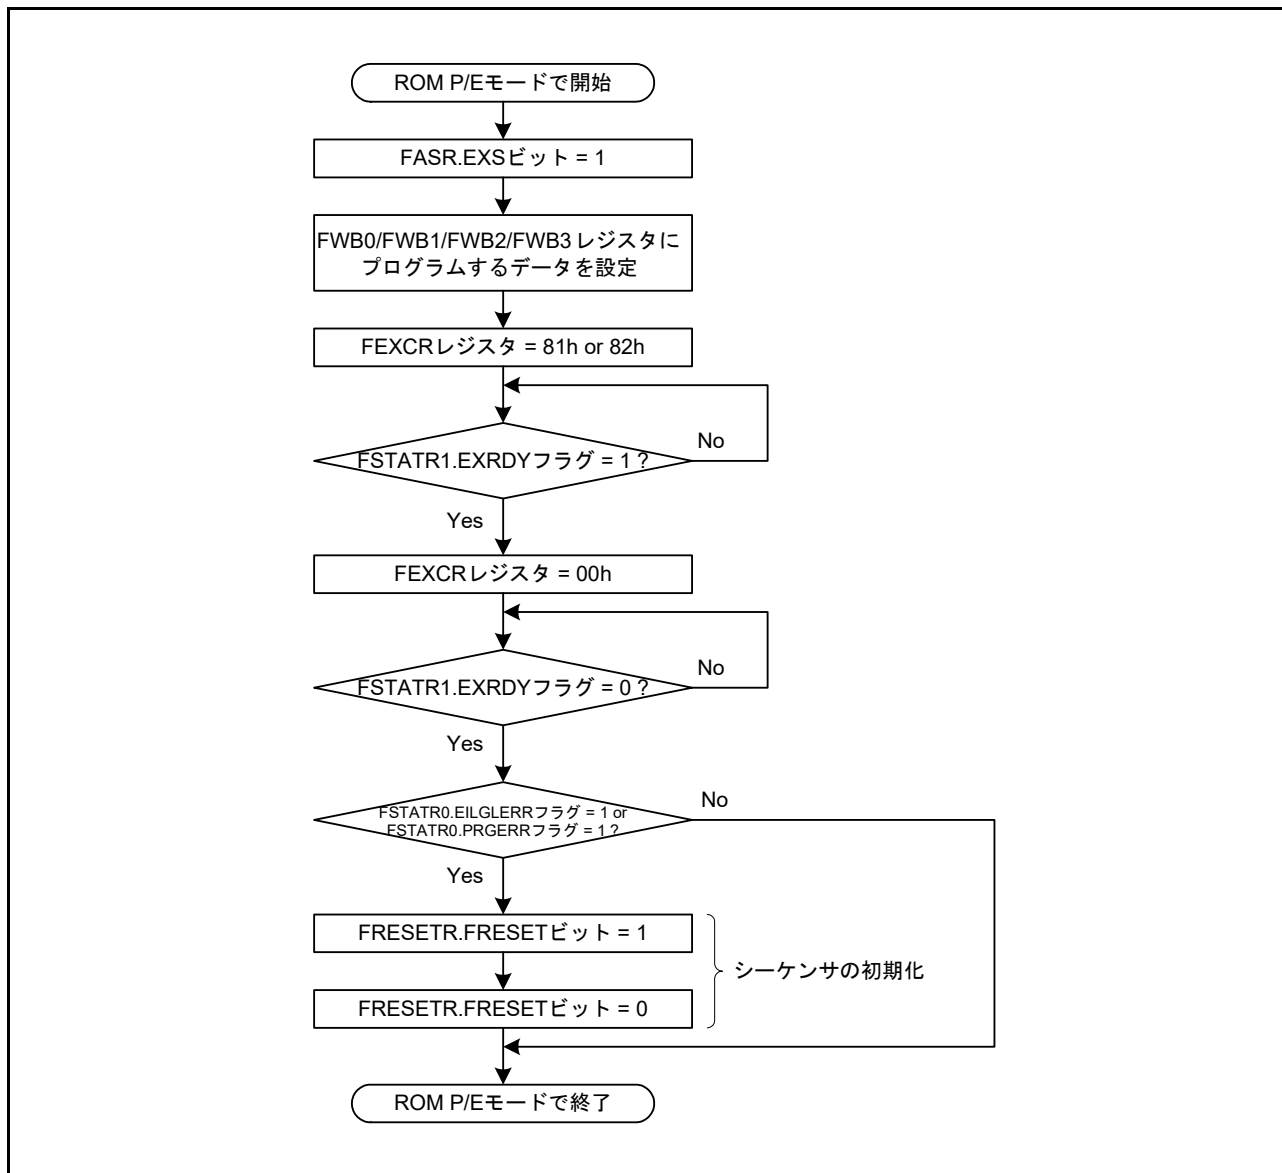 ROM P/Eモードで開始
FASR.EXSビット = 1
FWB0/FWB1/FWB2/FWB3 レジスタに
プログラムするデータを設定
FEXCRレジスタ = 81h or 82h
FSTATR1.EXRDYフラグ = 1 ?
No
Yes
FEXCRレジスタ = 00h
FSTATR1.EXRDYフラグ = 0 ?
No
Yes
FSTATR0.EILGLERRフラグ = 1 or
FSTATR0.PRGERRフラグ = 1 ?
No
Yes
FRESETR.FRESETビット = 1
シーケンサの初期化
FRESETR.FRESETビット = 0
ROM P/Eモードで終了